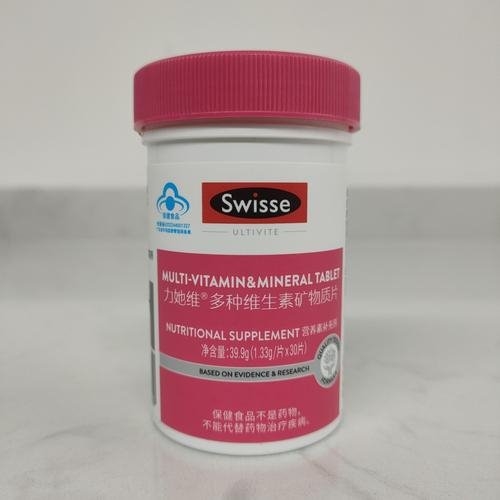 保健食品
Swisse
ULTIVITE
MULTI-VITAMIN&MINERAL TABLET
力她维®多种维生素矿物质片
NUTRITIONAL SUPPLEMENT 营养素补充剂
净含量:39.9g(1.33g/片x30片)
BASED ON EVIDENCE & RESEARCH
保健食品不是药物,
不能代替药物治疗疾病。